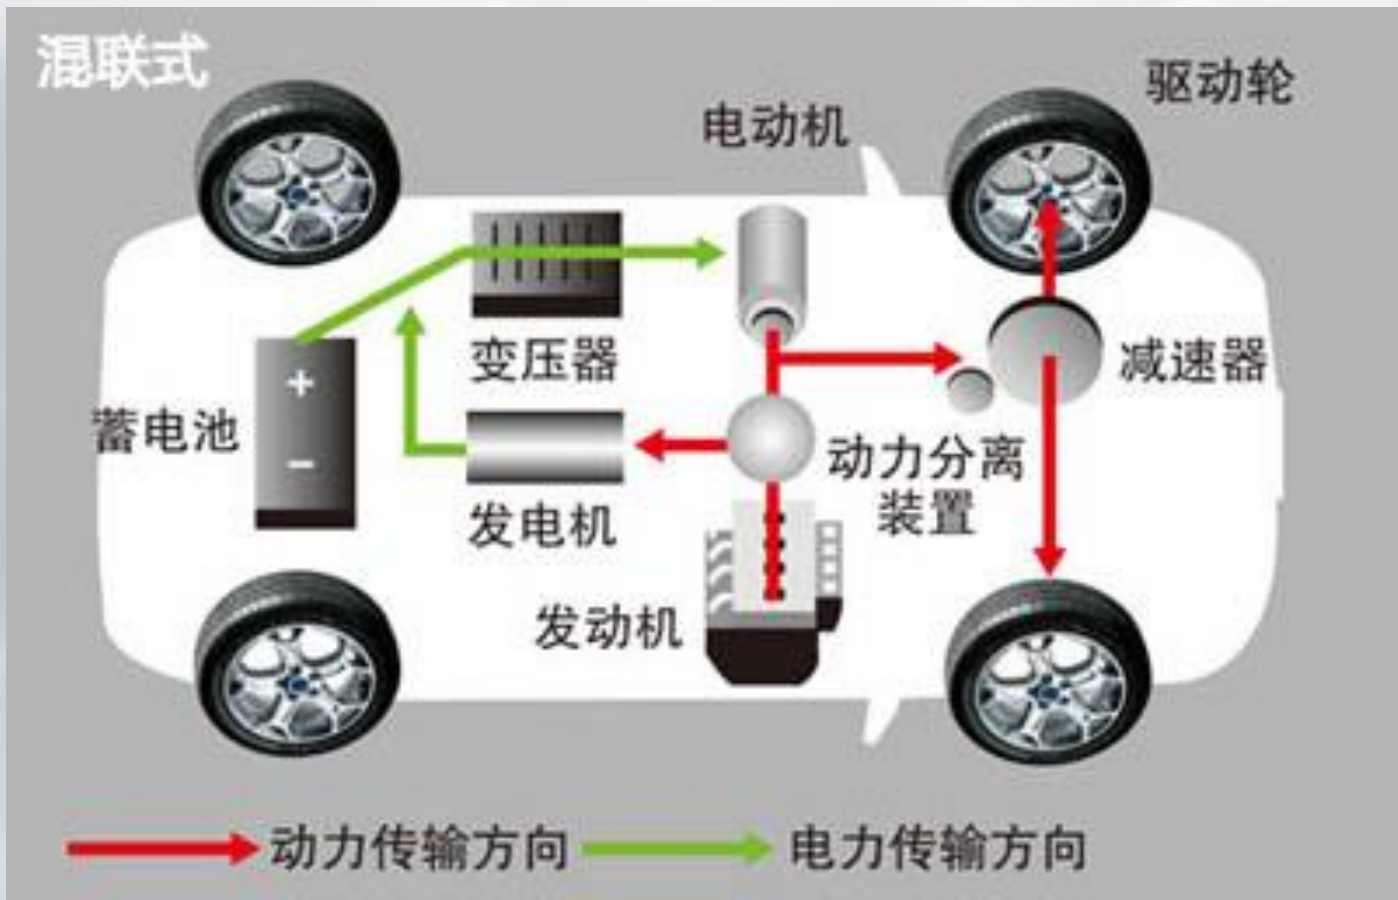 混联式
驱动轮
电动机
变压器
减速器
蓄电池
动力分离
装置
发电机
发动机
+
−
动力传输方向
电力传输方向